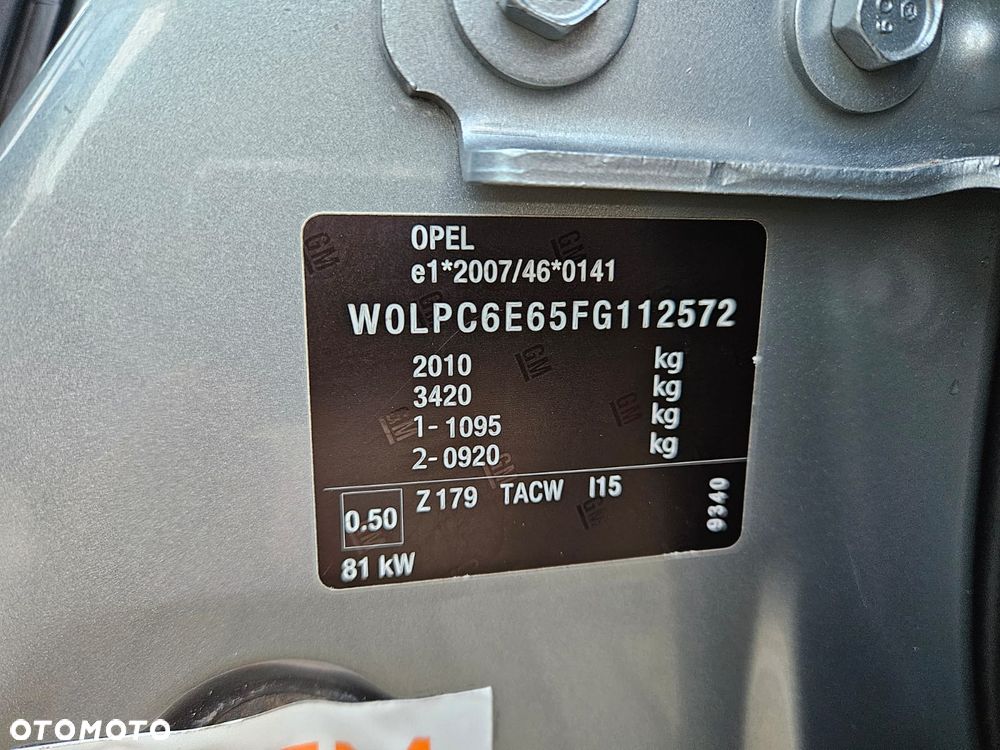 OPEL
e1*2007/46*0141
W0LPC6E65FG112572
2010 kg
3420 kg
1-1095 kg
2-0920 kg
0.50 Z179 TACW I15
9340
81 kW
OTOMOTO